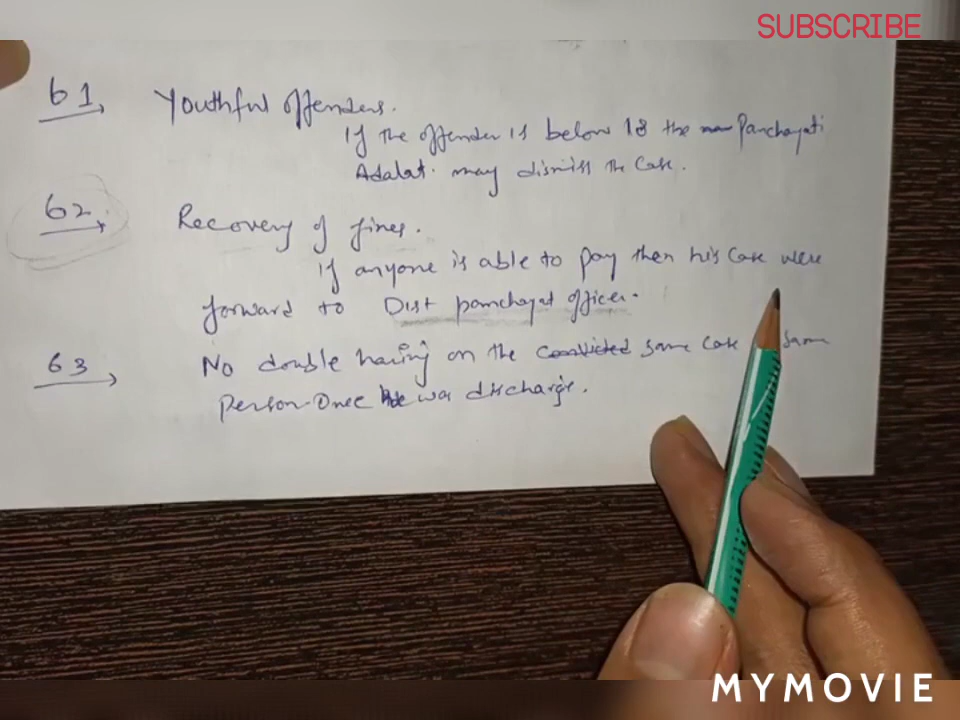 SUBSCRIBE
61, Youthful offenders.
If the offender is below 18 the Panchayati
Adalat. may dismiss the Case.
62, Recovery of fines.
If anyone is able to pay then his case were
forward to Dist pamchayat officer.
63, No double having on the same case same
person Once he was discharge.
MYMOVIE